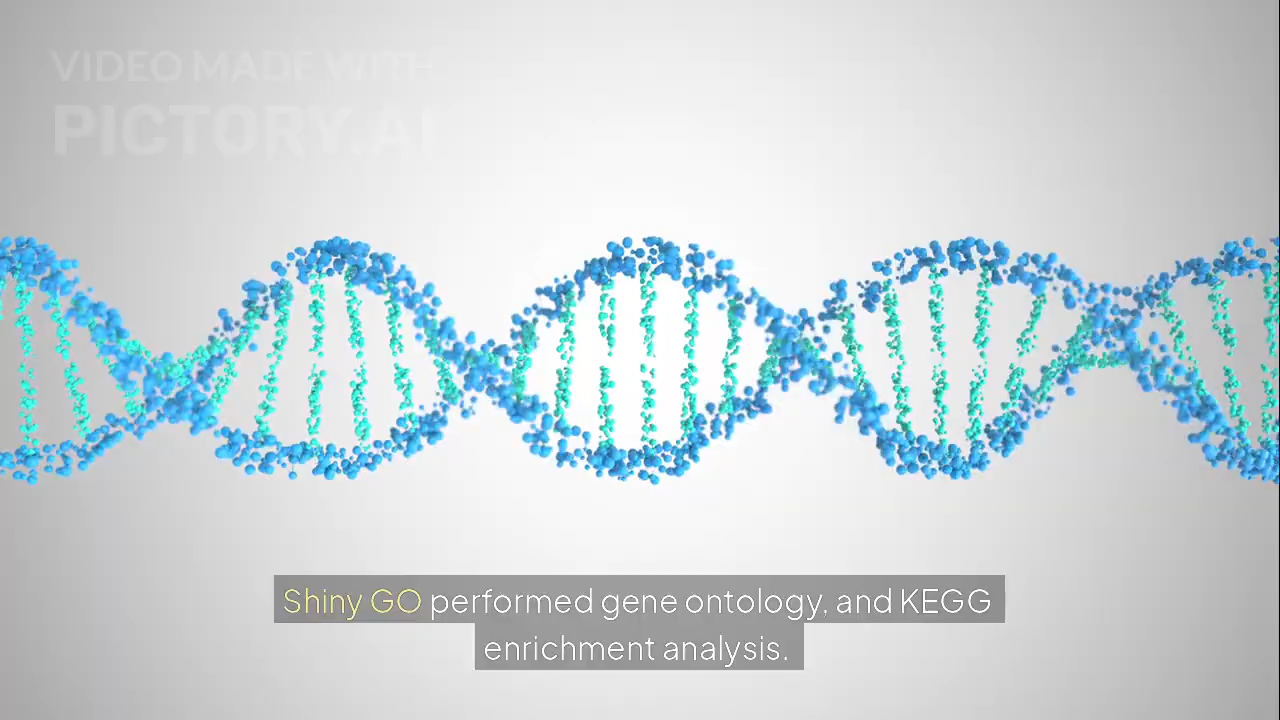 VIDEO MADE WITH
PICTORY.AI
Shiny GO performed gene ontology, and KEGG
enrichment analysis.